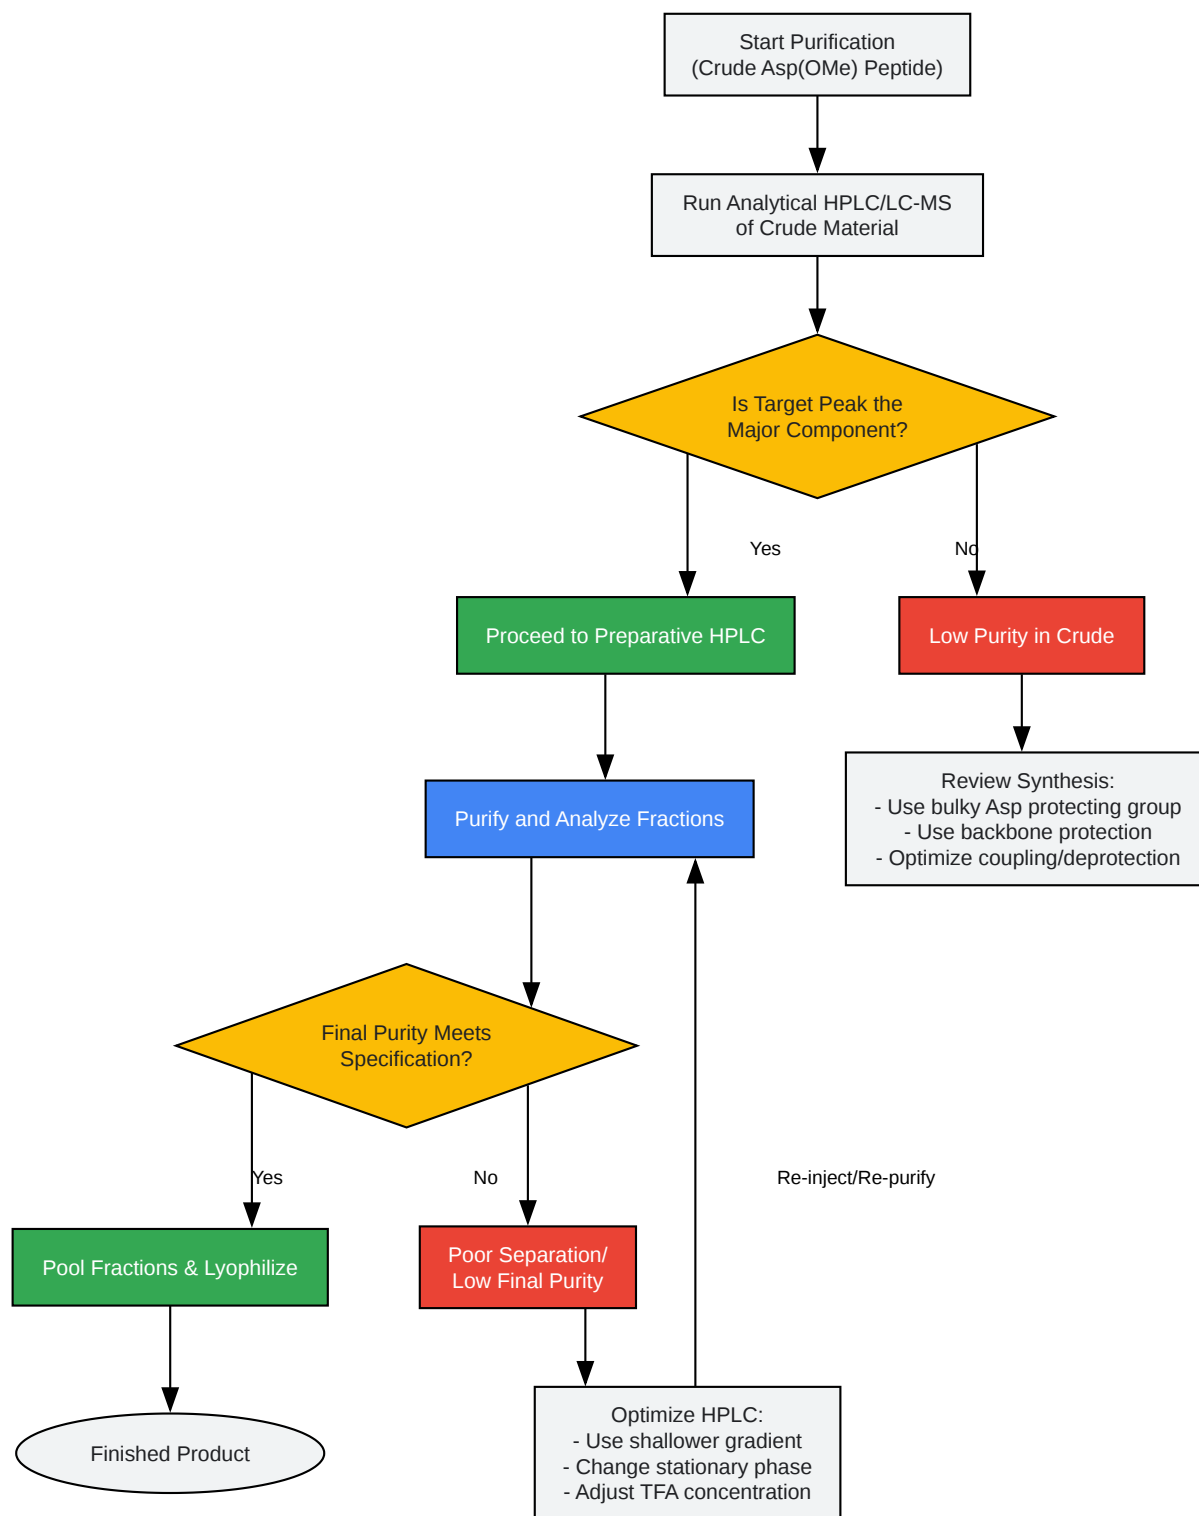 Start Purification
(Crude Asp(OMe) Peptide)
Run Analytical HPLC/LC-MS
of Crude Material
Is Target Peak the
Major Component?
Yes
No
Proceed to Preparative HPLC
Low Purity in Crude
Purify and Analyze Fractions
Review Synthesis:
- Use bulky Asp protecting group
- Use backbone protection
- Optimize coupling/deprotection
Final Purity Meets
Specification?
Yes
No
Re-inject/Re-purify
Pool Fractions & Lyophilize
Poor Separation/
Low Final Purity
Finished Product
Optimize HPLC:
- Use shallower gradient
- Change stationary phase
- Adjust TFA concentration